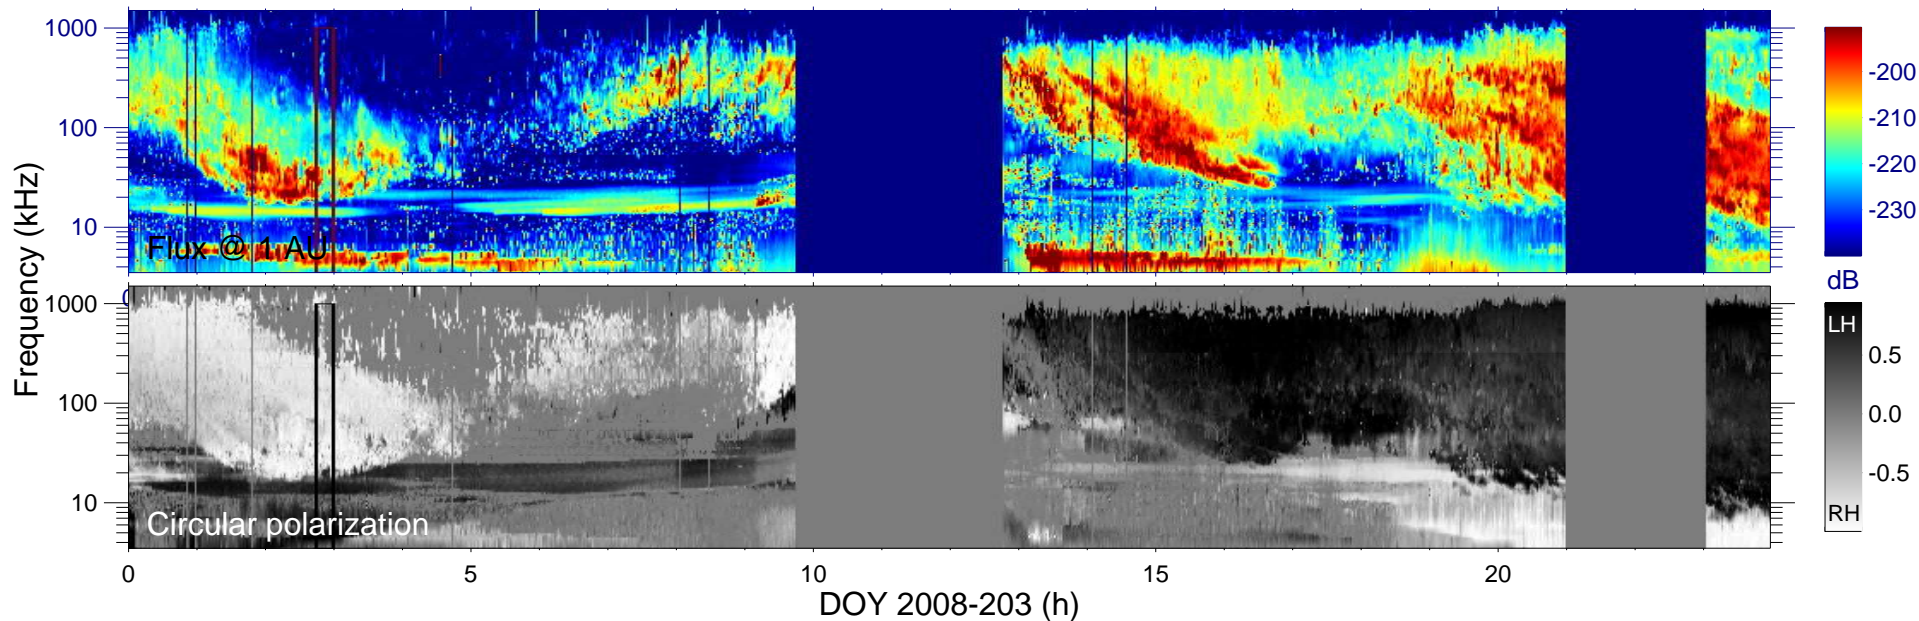 1000
100
10
Flux @ 1 AU
-200
-210
-220
-230
dB
Frequency (kHz)
1000
100
10
Circular polarization
LH
0.5
0.0
-0.5
RH
0 5 10 15 20
DOY 2008-203 (h)